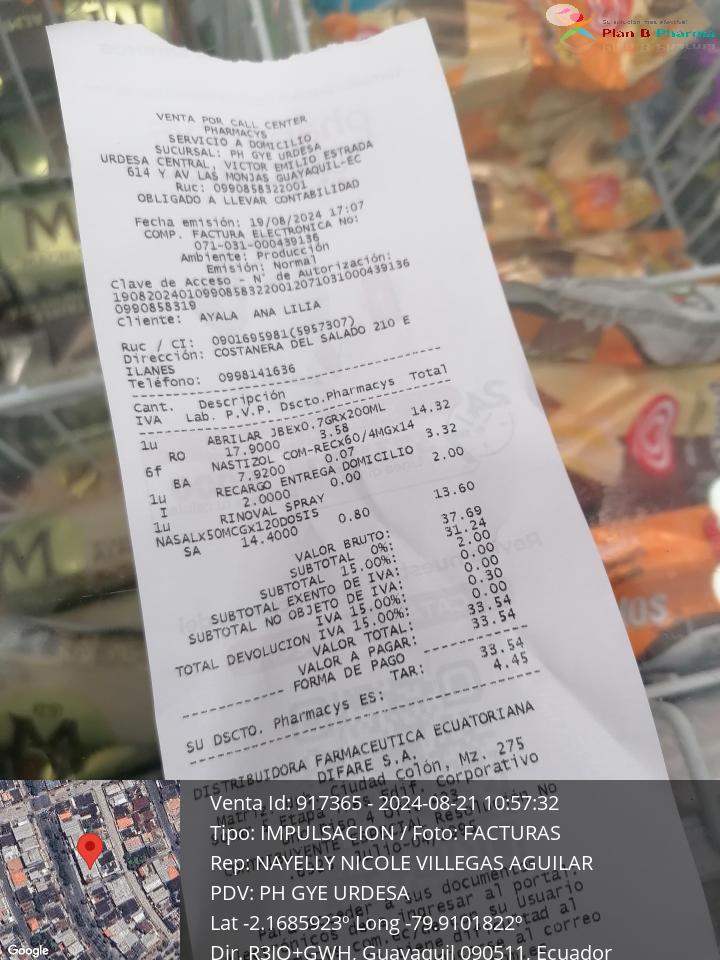 Su solucion mas efectiva!
Plan B Pharma
VENTA POR CALL CENTER
PHARMACYS
SERVICIO A DOMICILIO
SUCURSAL: PH GYE URDESA
URDESA CENTRAL, VICTOR EMILIO ESTRADA
614 Y AV LAS MONJAS GUAYAQUIL-EC
Ruc: 0990858322001
OBLIGADO A LLEVAR CONTABILIDAD
Fecha emisión: 19/08/2024 17:07
COMP. FACTURA ELECTRONICA No:
071-031-000439136
Ambiente: Producción
Emisión: Normal
Clave de Acceso - N° de Autorización:
190820240109908583220012071031000439136
0990858319
Cliente: AYALA ANA LILIA
Ruc / CI: 0901695981(5957307)
Dirección: COSTANERA DEL SALADO 210 E
ILANES
Teléfono: 0998141636
Cant. Descripción
IVA Lab. P.V.P. Dscto.Pharmacys Total
1u ABRILAR JBEX0.7GRX200ML 14.32
RO 17.9000 3.58
6f NASTIZOL COM-RECX60/4MGX14 3.32
BA 7.9200 0.07
1u RECARGO ENTREGA DOMICILIO 2.00
I 2.0000 0.00
1u RINOVAL SPRAY 13.60
NASALX50MCGX120DOSIS
SA 14.4000 0.80
VALOR BRUTO: 37.69
SUBTOTAL 0%: 31.24
SUBTOTAL 15.00%: 2.00
SUBTOTAL EXENTO DE IVA: 0.00
SUBTOTAL NO OBJETO DE IVA: 0.00
IVA 15.00%: 0.30
TOTAL DEVOLUCION IVA 15.00%: 0.00
VALOR TOTAL: 33.54
VALOR A PAGAR: 33.54
FORMA DE PAGO
TAR: 33.54
SU DSCTO. Pharmacys ES: 4.45
DISTRIBUIDORA FARMACEUTICA ECUATORIANA
DIFARE S.A.
Ciudad Colón, Mz. 275
Corporativo
Venta Id: 917365 - 2024-08-21 10:57:32
Tipo: IMPULSACION / Foto: FACTURAS
Rep: NAYELLY NICOLE VILLEGAS AGUILAR
PDV: PH GYE URDESA
Lat -2.1685923º Long -79.9101822º
Dir. R3JQ+GWH, Guayaquil 090511, Ecuador
Google